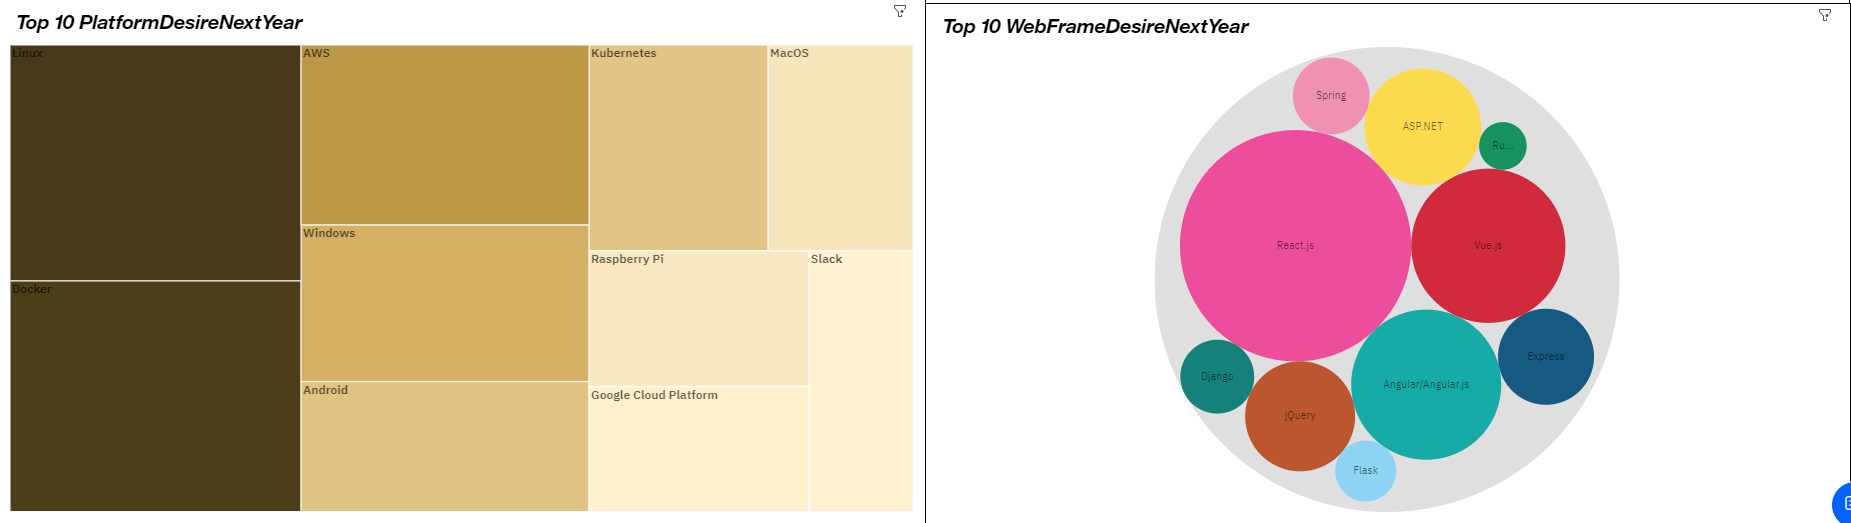 Top 10 PlatformDesireNextYear
Linux
AWS
Kubernetes
MacOS
Windows
Raspberry Pi
Slack
Docker
Android
Google Cloud Platform
Top 10 WebFrameDesireNextYear
Spring
ASP.NET
Ru...
React.js
Vue.js
Express
Django
Angular/Angular.js
jQuery
Flask